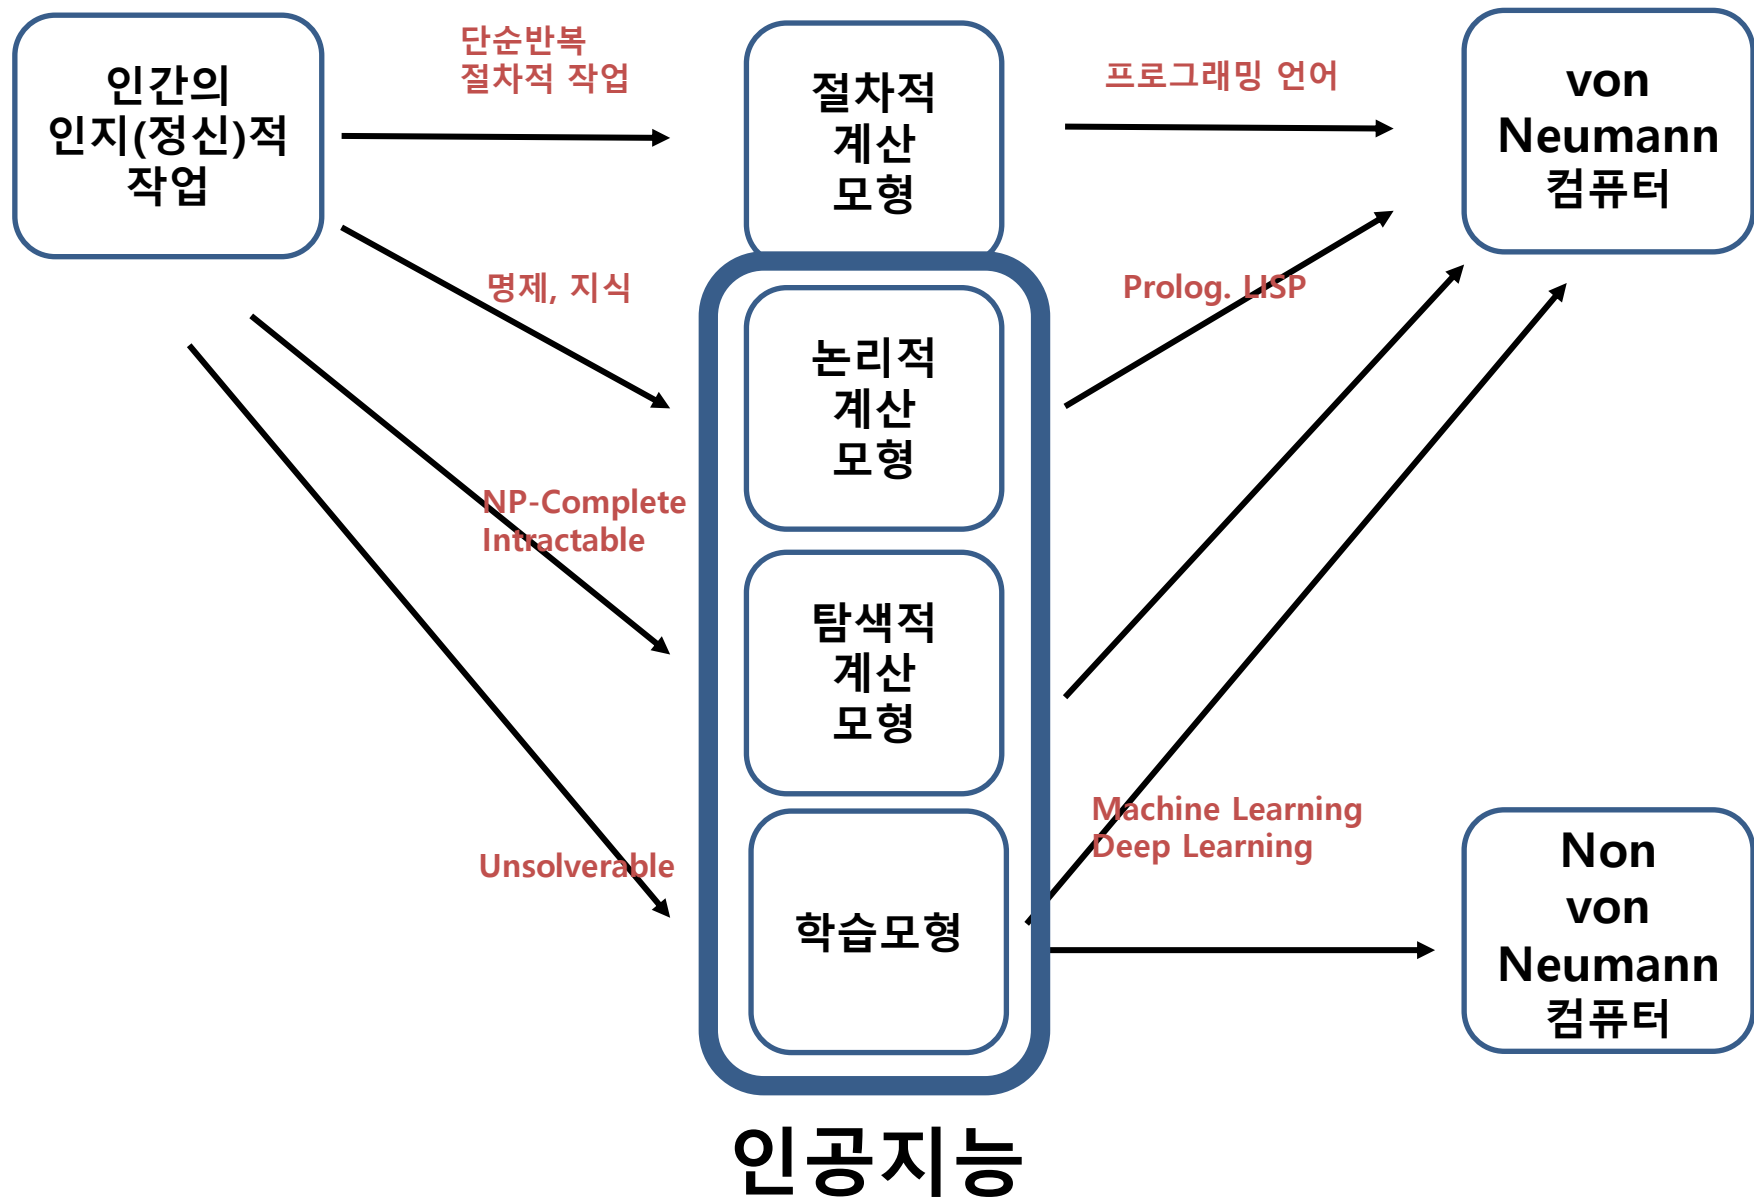 인간의
인지(정신)적
작업
단순반복
절차적 작업
절차적
계산
모형
프로그래밍 언어
von
Neumann
컴퓨터
명제, 지식
논리적
계산
모형
Prolog. LISP
NP-Complete
Intractable
탐색적
계산
모형
Unsolverable
학습모형
Machine Learning
Deep Learning
Non
von
Neumann
컴퓨터
인공지능